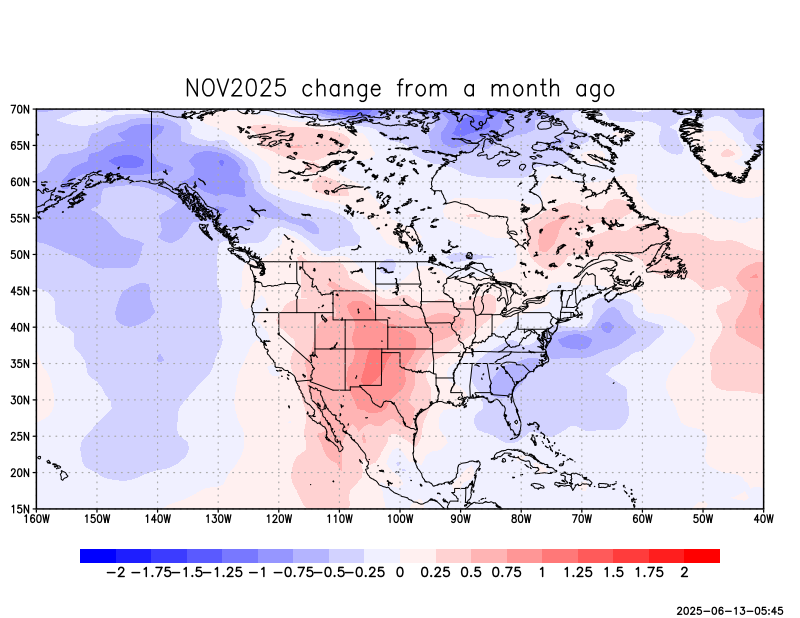 NOV2025 change from a month ago
70N
65N
60N
55N
50N
45N
40N
35N
30N
25N
20N
15N
160W 150W 140W 130W 120W 110W 100W 90W 80W 70W 60W 50W 40W
−2 −1.75−1.5−1.25 −1 −0.75−0.5−0.25 0 0.25 0.5 0.75 1 1.25 1.5 1.75 2
2025-06-13-05:45